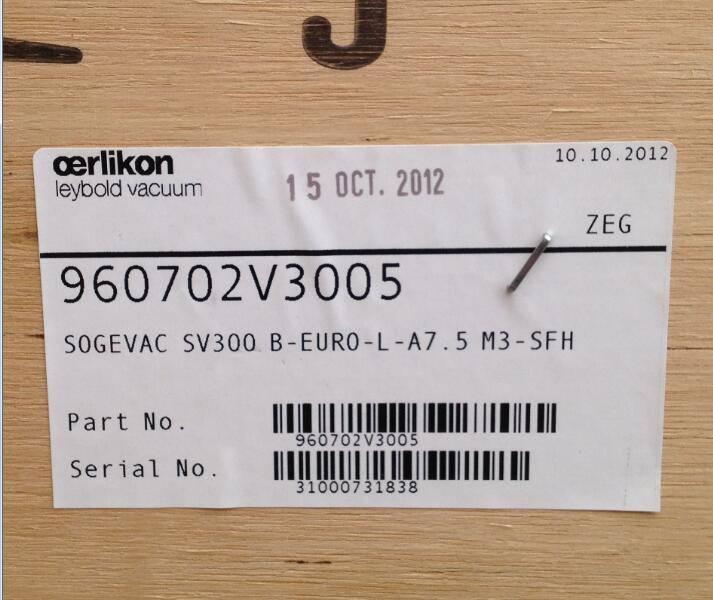 J
œrlikon
leybold vacuum
10.10.2012
15 OCT. 2012
ZEG
960702V3005
SOGEVAC SV300 B-EURO-L-A7.5 M3-SFH
Part No.
960702V3005
Serial No.
31000731838